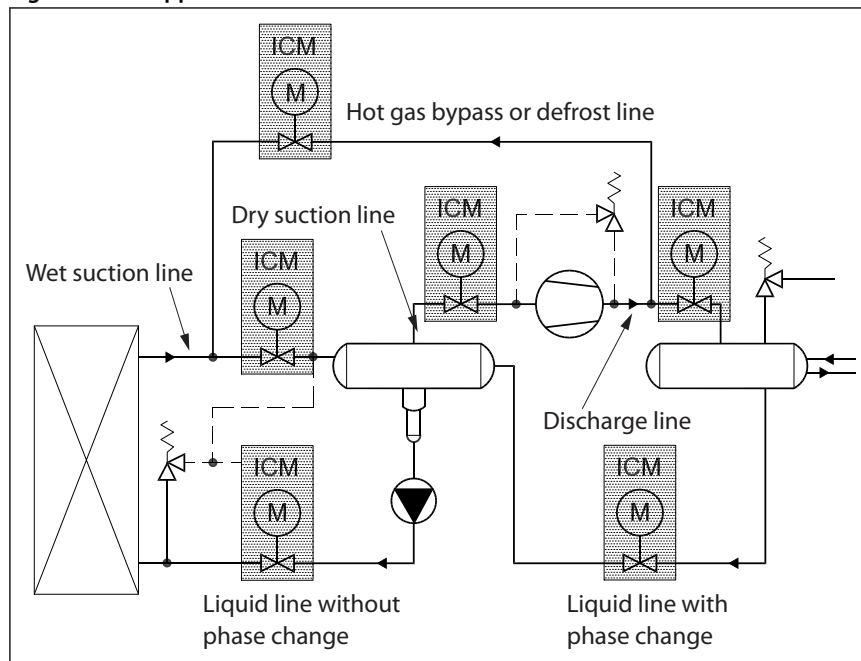 ICM
M
Hot gas bypass or defrost line
Dry suction line
ICM
M
ICM
M
Wet suction line
ICM
M
Discharge line
ICM
M
ICM
M
Liquid line without
phase change
Liquid line with
phase change